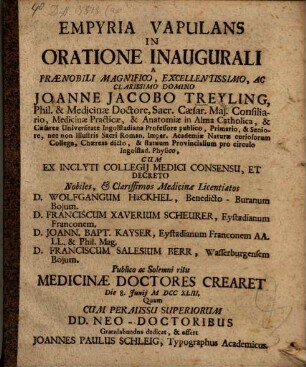 EMPYRIA VAPULANS
IN
ORATIONE INAUGURALI
A
PRÆNOBILI MAGNIFICO, EXCELLENTISSIMO, AC
CLARISSIMO DOMINO
JOANNE JACOBO TREYLING,
Phil. & Medicinæ Doctore, Sacr. Cæsar. Maj. Consilia-
rio, Medicinæ Practicæ, & Anatomiæ in Alma Catholica, &
Cæsarea Universitate Ingolstadiana Professore publico, Primario, & Senio-
re, nec non illustris Sacri Roman. Imper. Academiæ Naturæ curiosorum
Collega, Chæreas dicto, & statuum Provincialium pro circulo
Ingolstad. Physico,
CUM
EX INCLYTI COLLEGIJ MEDICI CONSENSU, ET
DECRETO
Nobiles, & Clarissimos Medicinæ Licentiatos
D. WOLFGANGUM HäCKHEL, Benedicto-Buranum
Bojum.
D. FRANCISCUM XAVERIUM SCHEURER, Eystadianum
Franconem.
D. JOANN. BAPT. KAYSER, Eystadianum Franconem AA.
LL. & Phil. Mag.
D. FRANCISCUM SALESIUM BERR, Wasserburgensem
Bojum.
Publico ac Solemni ritu
MEDICINÆ DOCTORES CREARET
Die 8. Junij M DCC XLIII.
Quam
CUM PERMISSU SUPERIORUM
DD. NEO-DOCTORIBUS
Gratulabundus dedicat, & offert
JOANNES PAULUS SCHLEIG, Typographus Academicus.